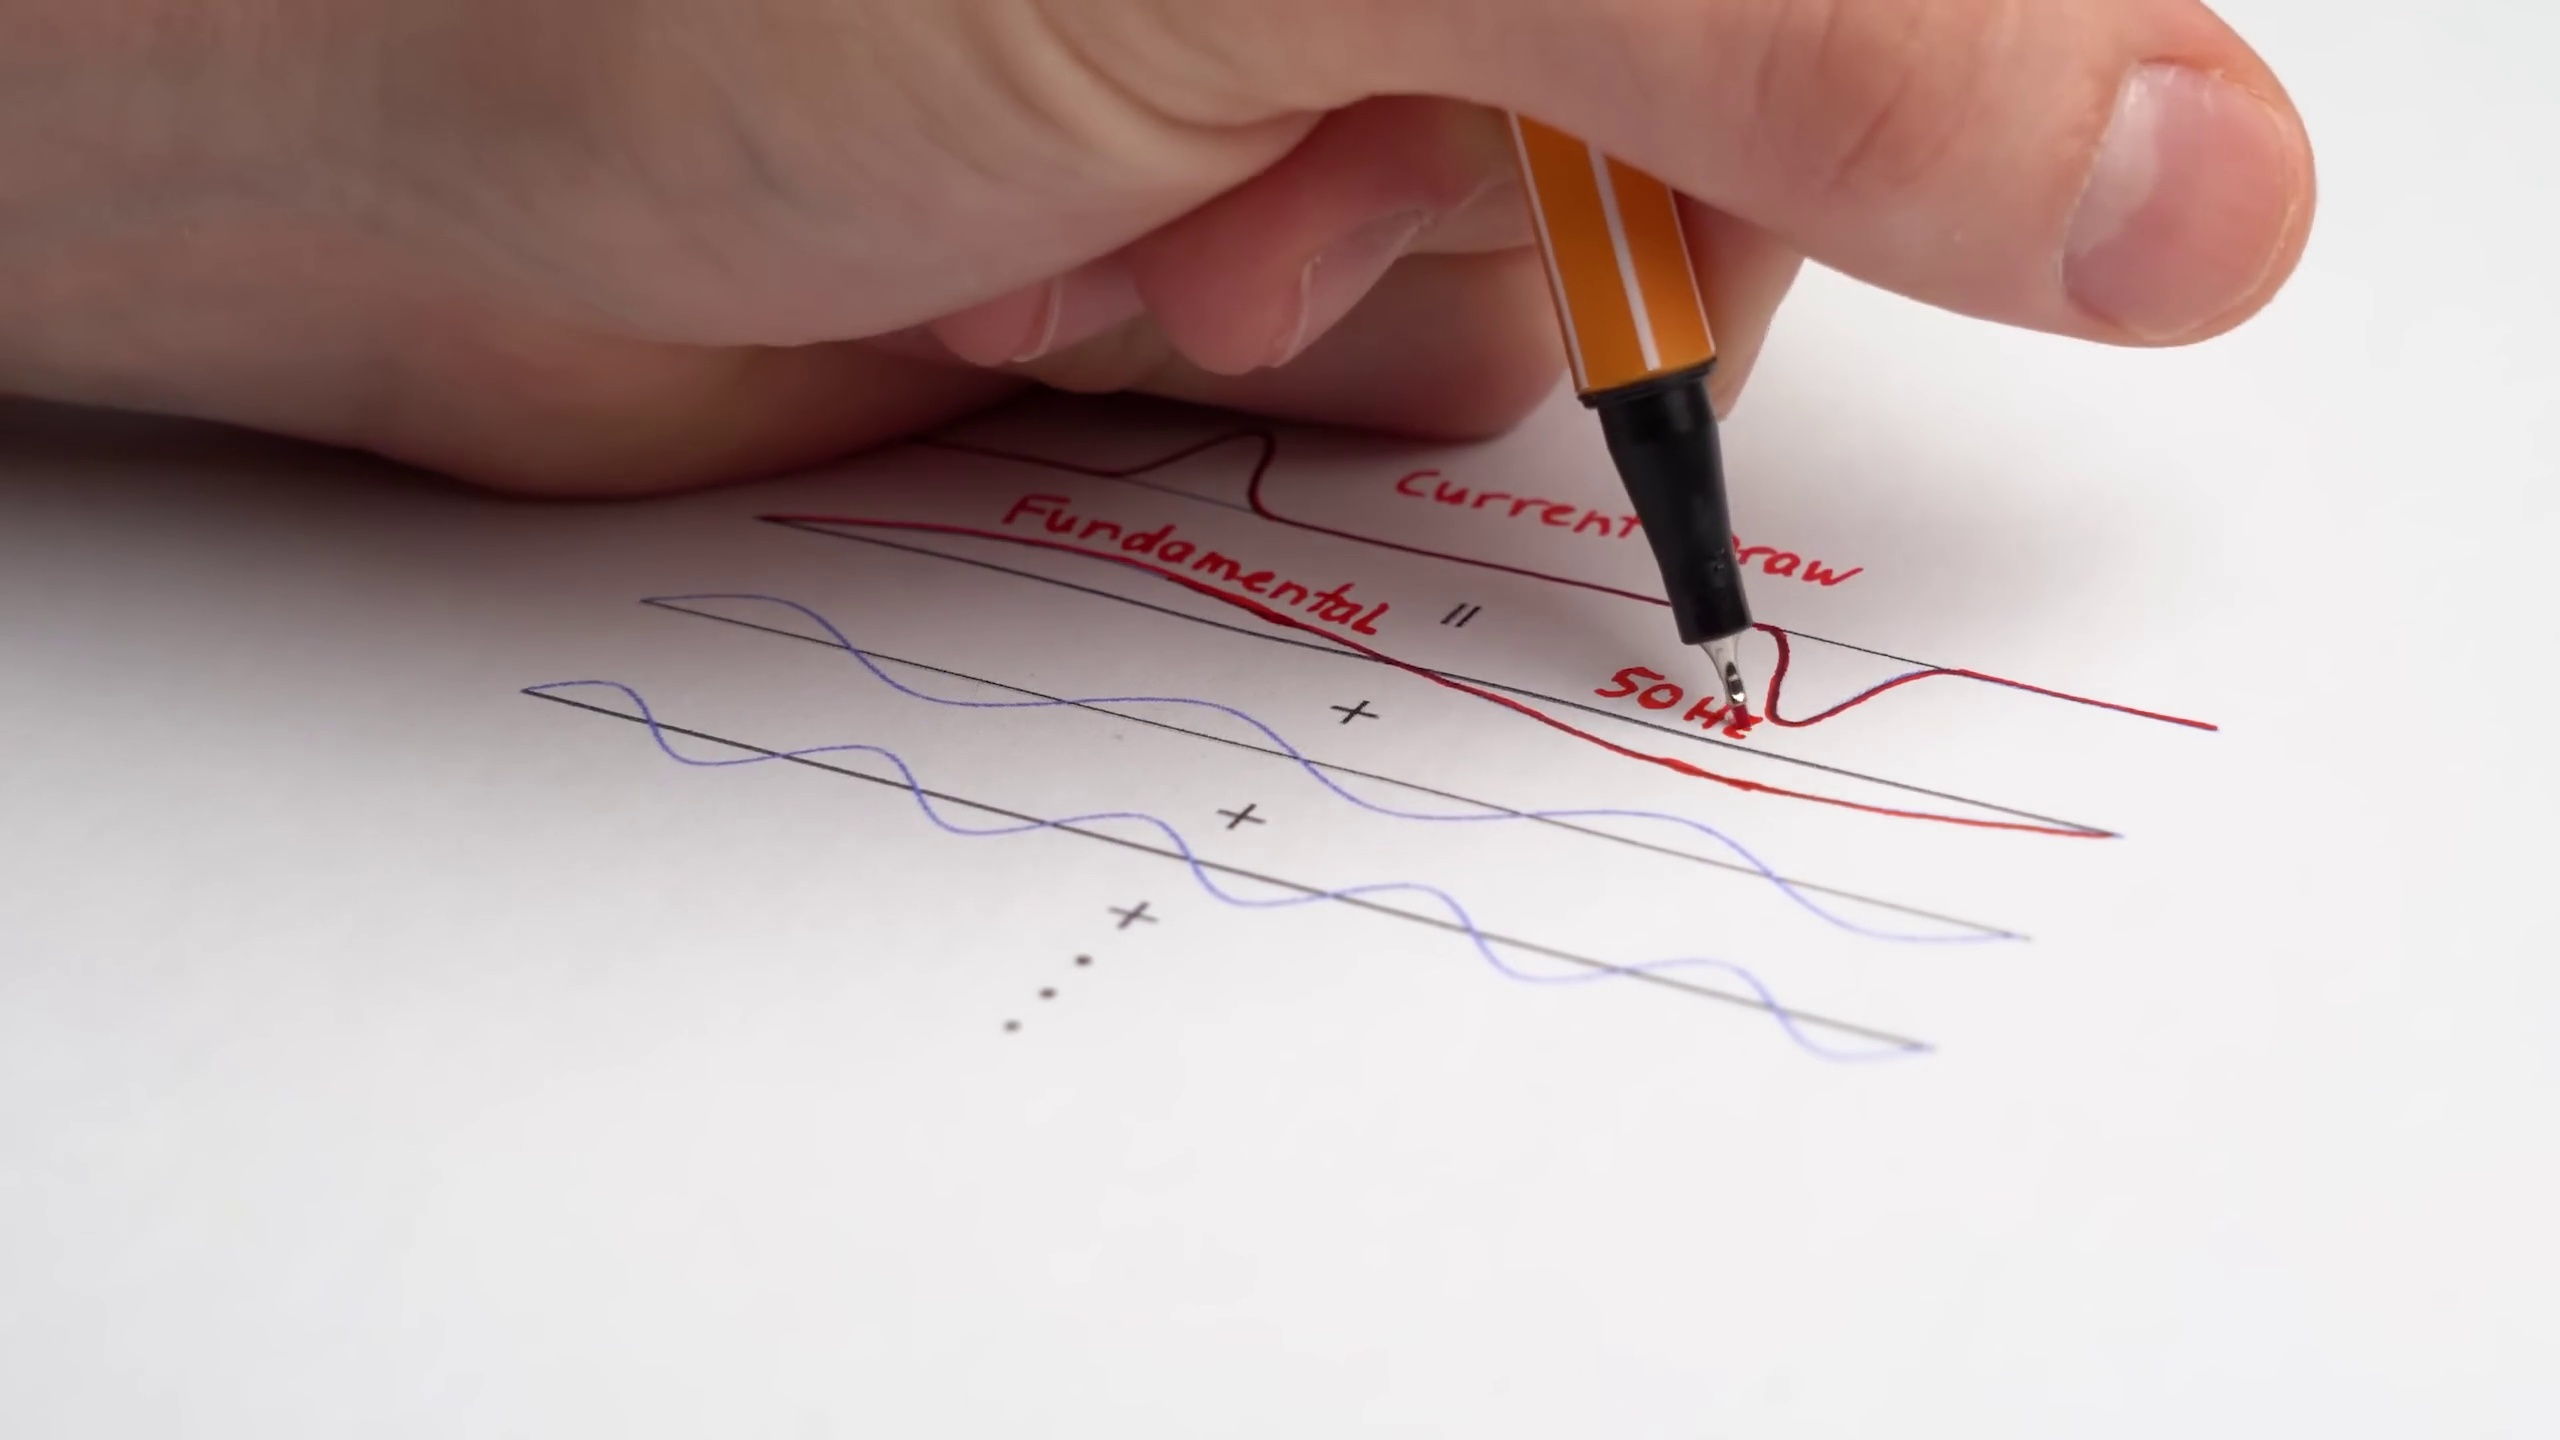 Current Draw
Fundamental
=
50Hz
+
+
+